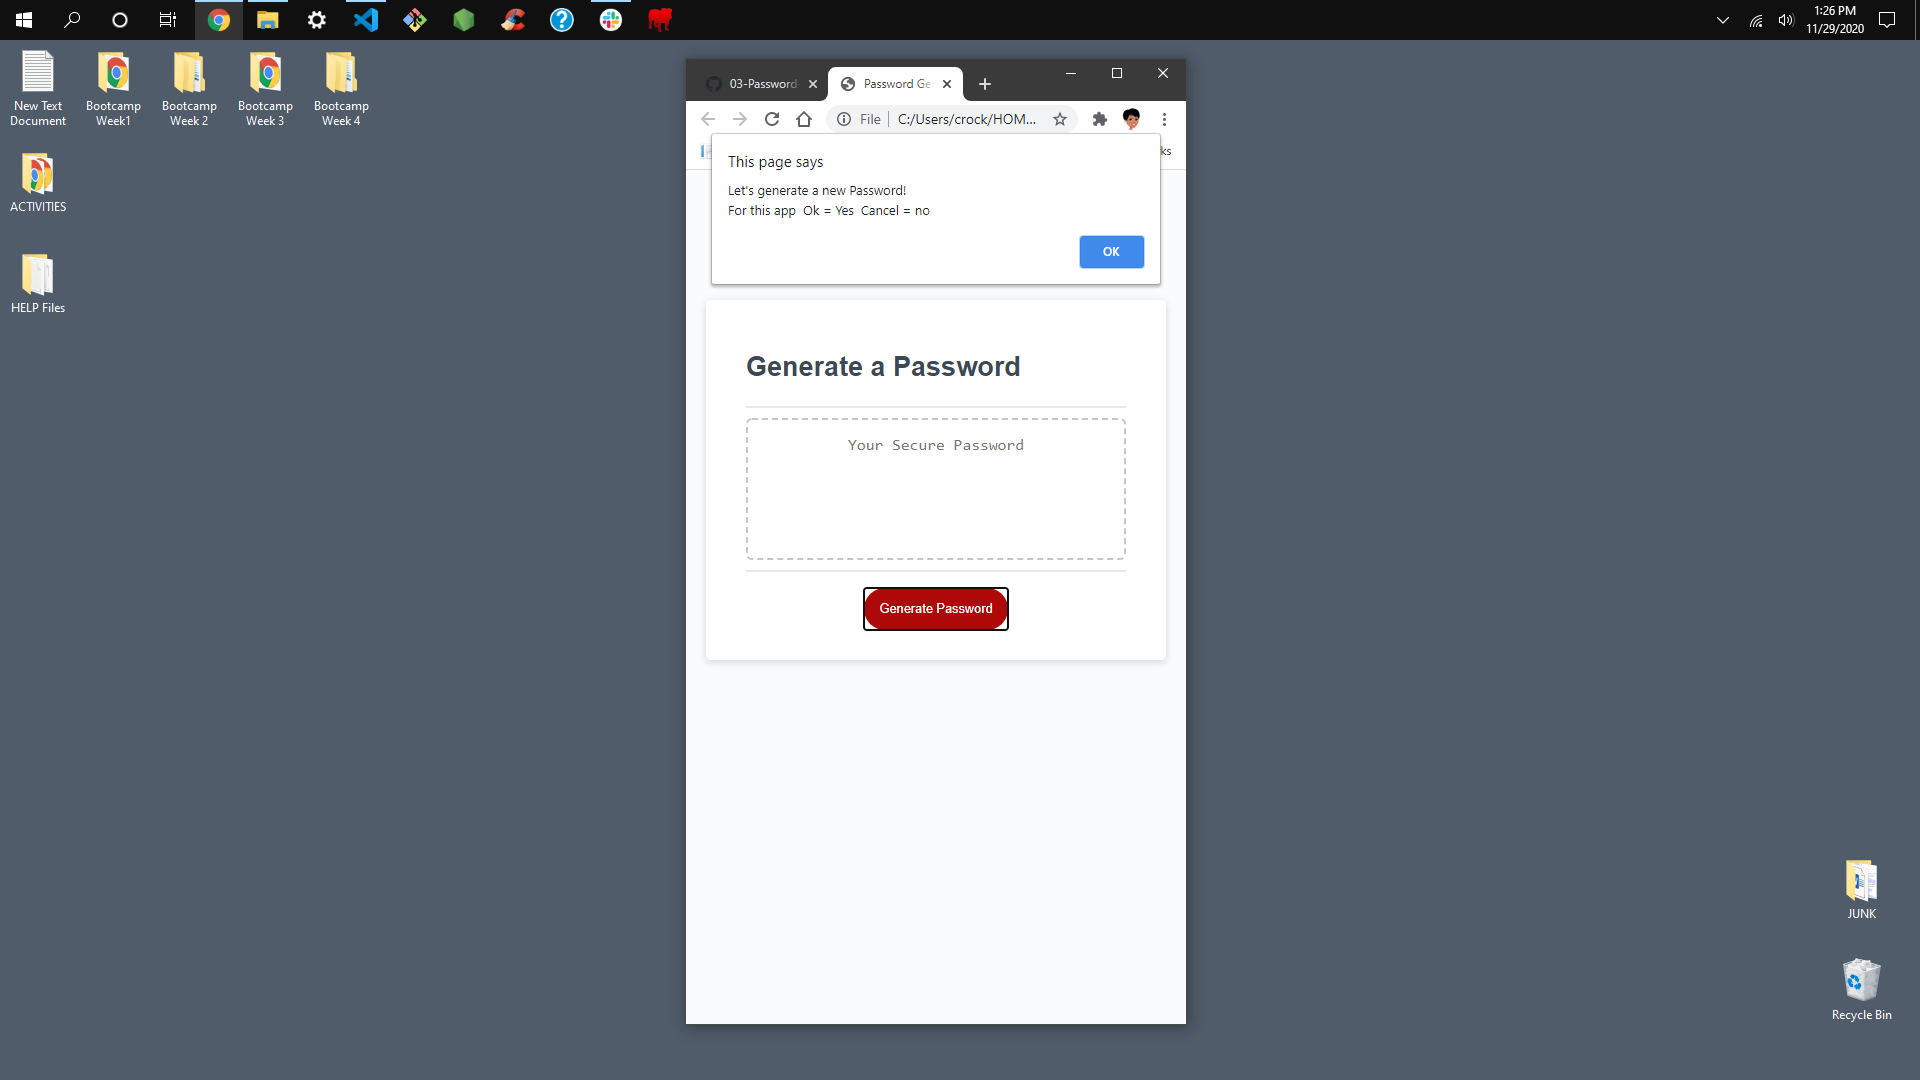 1:26 PM
11/29/2020
New Text
Document
Bootcamp
Week1
Bootcamp
Week 2
Bootcamp
Week 3
Bootcamp
Week 4
ACTIVITIES
HELP Files
03-Password
Password Ge
File
C:/Users/crock/HOM...
ks
This page says
Let's generate a new Password!
For this app  Ok = Yes  Cancel = no
OK
Generate a Password
Your Secure Password
Generate Password
JUNK
Recycle Bin